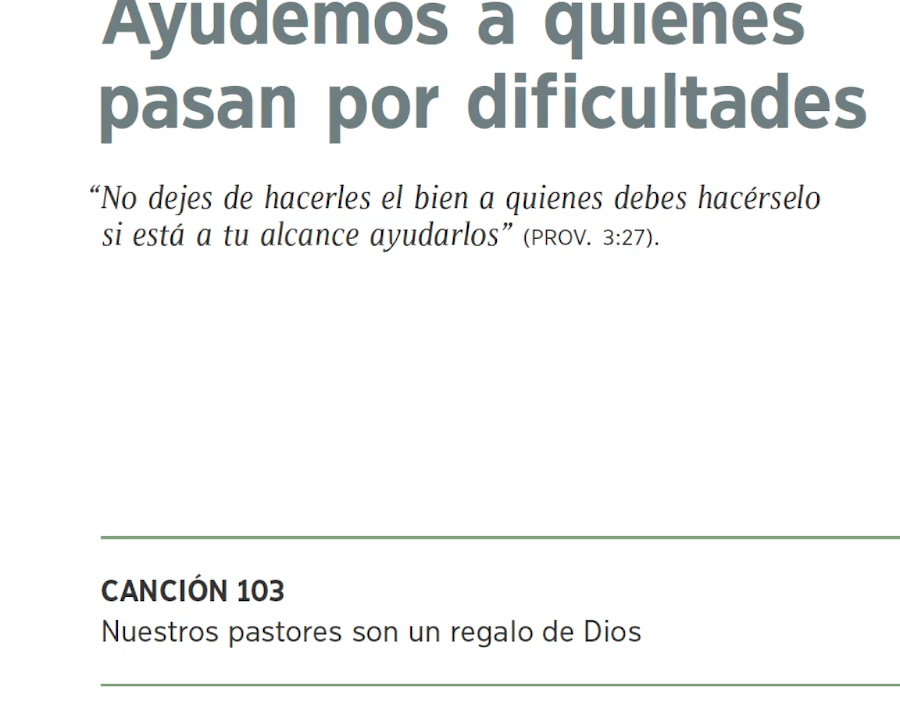 Ayudemos a quienes
pasan por dificultades
“No dejes de hacerles el bien a quienes debes hacérselo
si está a tu alcance ayudarlos” (PROV. 3:27).
CANCIÓN 103
Nuestros pastores son un regalo de Dios